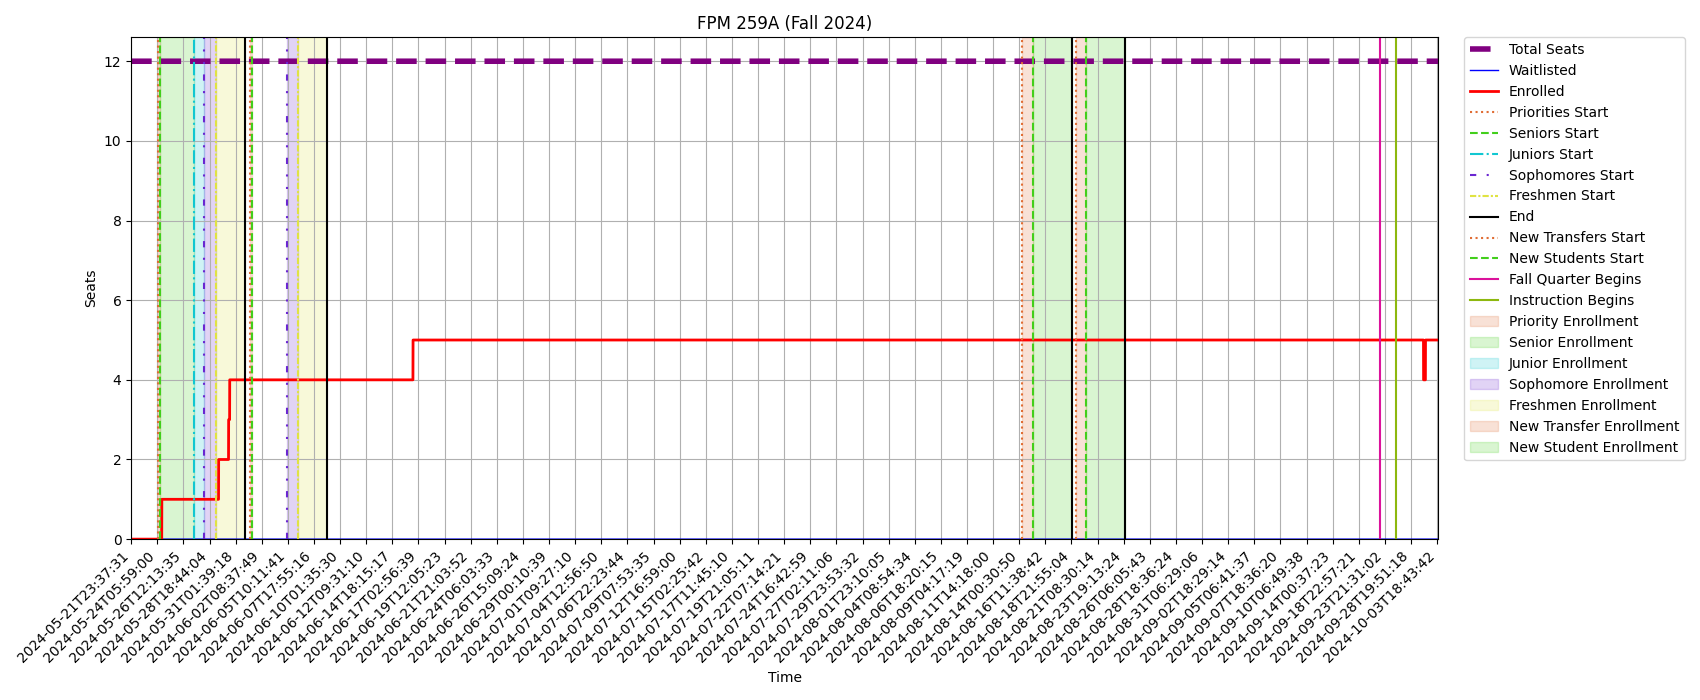 FPM 259A (Fall 2024)
Seats
12
10
8
6
4
2
0
2024-05-21T23:37:31
2024-05-24T05:59:00
2024-05-26T12:13:35
2024-05-28T18:44:04
2024-05-31T01:39:18
2024-06-02T08:37:49
2024-06-05T10:11:41
2024-06-07T17:55:16
2024-06-10T01:35:30
2024-06-12T09:31:10
2024-06-14T18:15:17
2024-06-17T02:56:39
2024-06-19T12:05:23
2024-06-21T21:03:52
2024-06-24T06:03:33
2024-06-26T15:09:24
2024-06-29T00:10:39
2024-07-01T09:27:10
2024-07-04T12:56:50
2024-07-06T22:23:44
2024-07-09T07:53:35
2024-07-12T16:59:00
2024-07-15T02:25:42
2024-07-17T11:45:10
2024-07-19T21:05:11
2024-07-22T07:14:21
2024-07-24T16:42:59
2024-07-27T02:11:06
2024-07-29T23:53:32
2024-08-01T23:10:05
2024-08-04T08:54:34
2024-08-06T18:20:15
2024-08-09T04:17:19
2024-08-11T14:18:00
2024-08-14T00:30:50
2024-08-16T11:38:42
2024-08-18T21:55:04
2024-08-21T08:30:14
2024-08-23T19:13:24
2024-08-26T06:05:43
2024-08-28T18:36:24
2024-08-31T06:29:06
2024-09-02T18:29:14
2024-09-05T06:41:37
2024-09-07T18:36:20
2024-09-10T06:49:38
2024-09-14T00:37:23
2024-09-18T22:57:21
2024-09-23T21:31:02
2024-09-28T19:51:18
2024-10-03T18:43:42
Time
Total Seats
Waitlisted
Enrolled
Priorities Start
Seniors Start
Juniors Start
Sophomores Start
Freshmen Start
End
New Transfers Start
New Students Start
Fall Quarter Begins
Instruction Begins
Priority Enrollment
Senior Enrollment
Junior Enrollment
Sophomore Enrollment
Freshmen Enrollment
New Transfer Enrollment
New Student Enrollment